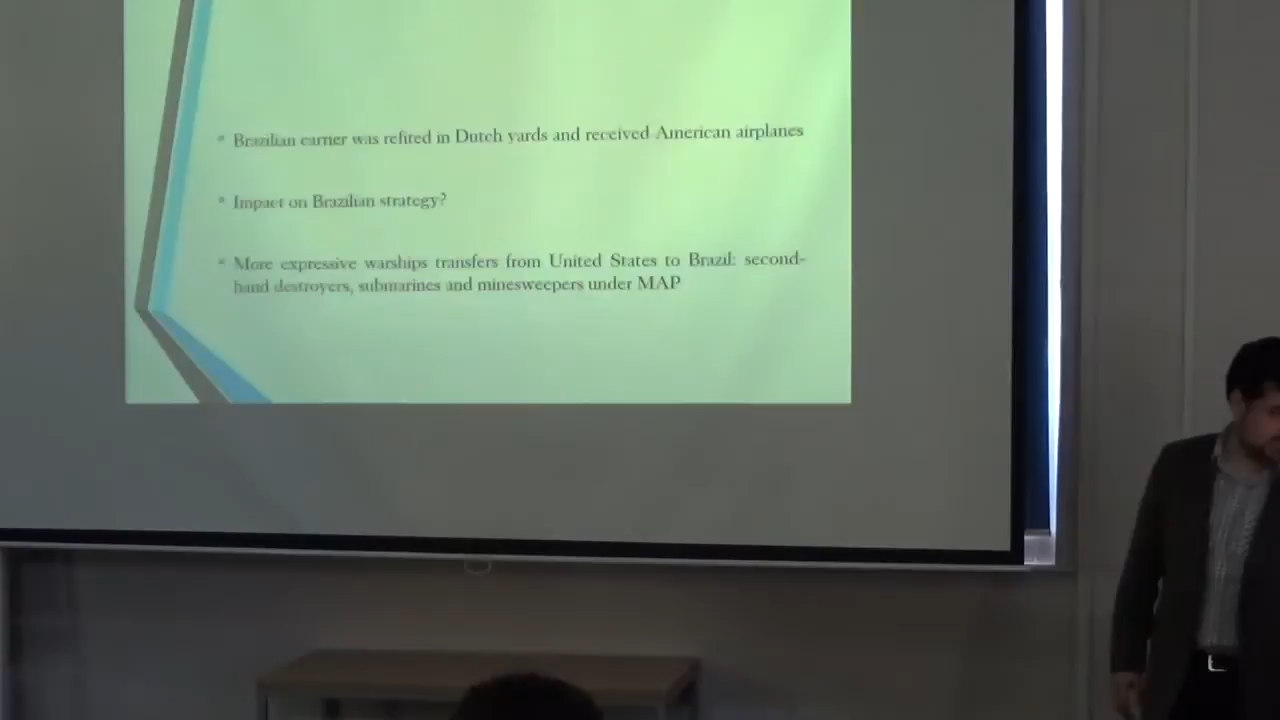 Brazilian carrier was refited in Dutch yards and received American airplanes
Impact on Brazilian strategy?
More expressive warships transfers from United States to Brazil: second-
hand destroyers, submarines and minesweepers under MAP